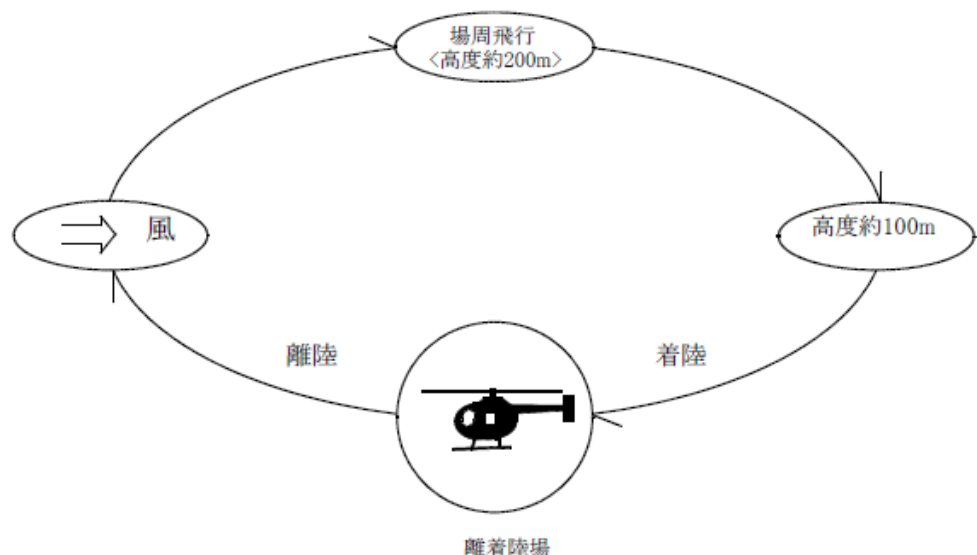 場周飛行
<高度約200m>
風
高度約100m
離陸
着陸
離着陸場